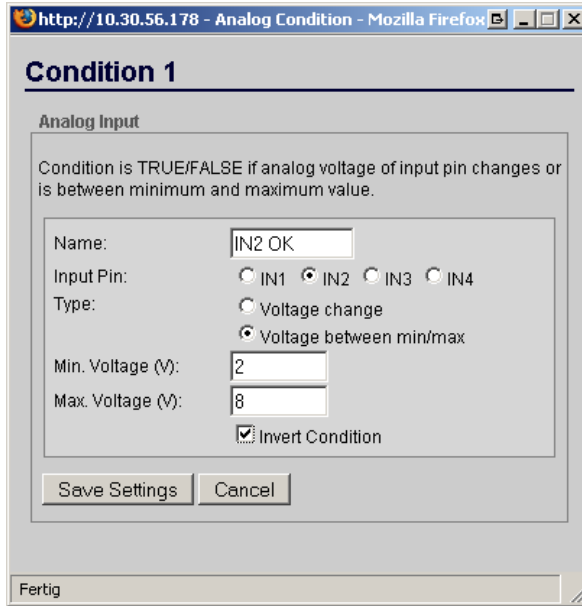 http://10.30.56.178 - Analog Condition - Mozilla Firefox
Condition 1
Analog Input
Condition is TRUE/FALSE if analog voltage of input pin changes or
is between minimum and maximum value.
Name: IN2 OK
Input Pin: IN1 IN2 IN3 IN4
Type: Voltage change
Voltage between min/max
Min. Voltage (V): 2
Max. Voltage (V): 8
Invert Condition
Save Settings Cancel
Fertig